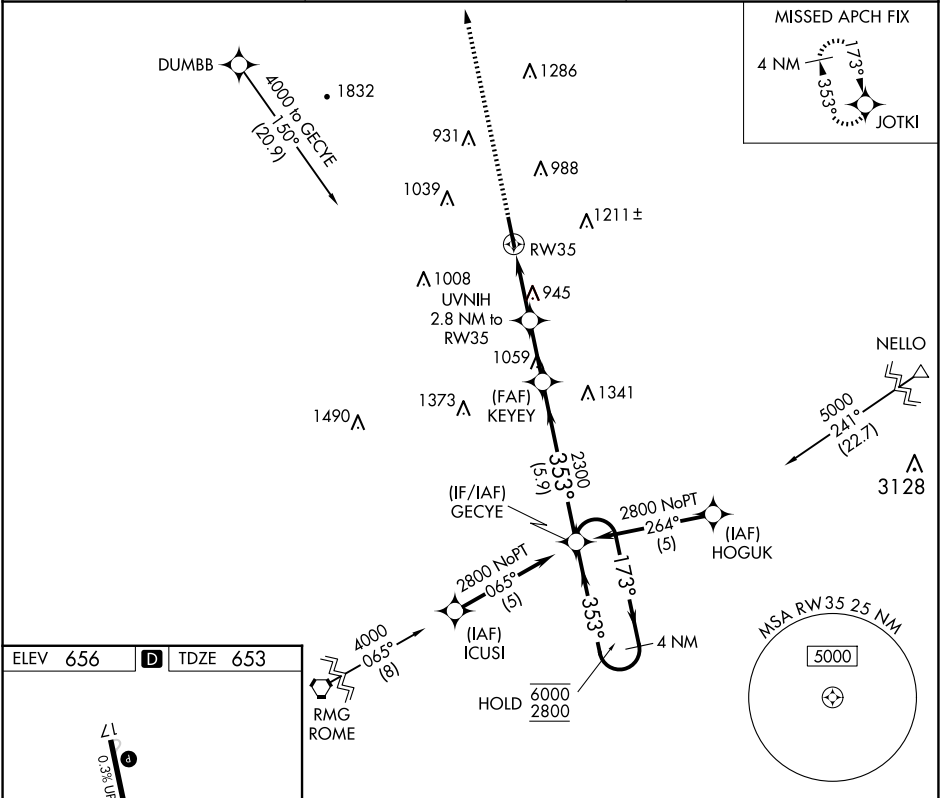 MISSED APCH FIX
4 NM
173°
353°
JOTKI
DUMBB
4000 to GECYE
150°
(20.9)
1832
1286
931
988
1039
1211±
RW35
1008
945
UVNIH
2.8 NM to
RW35
1059
(FAF)
KEYEY
1341
1373
1490
NELLO
5000
241°
(22.7)
3128
2300
353°
(5.9)
(IF/IAF)
GECYE
2800 NoPT
264°
(5)
(IAF)
HOGUK
2800 NoPT
065°
(5)
(IAF)
ICUSI
173°
353°
4 NM
HOLD
6000
2800
4000
065°
(8)
RMG
ROME
MSA RW35 25 NM
5000
ELEV 656
D
TDZE 653
17
P
0.3% UP